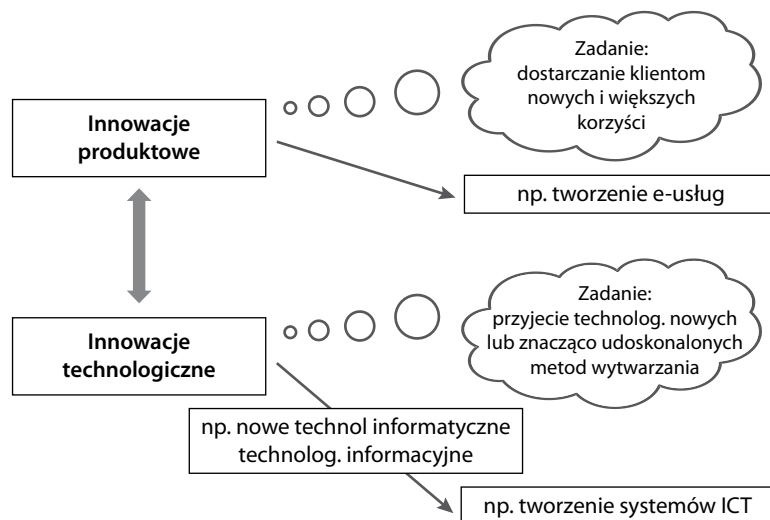 Zadanie:
dostarczanie klientom
nowych i większych
korzyści
Innowacje
produktowe
np. tworzenie e-usług
Zadanie:
przyjecie technolog. nowych
lub znacząco udoskonalonych
metod wytwarzania
Innowacje
technologiczne
np. nowe technol informatyczne
technolog. informacyjne
np. tworzenie systemów ICT